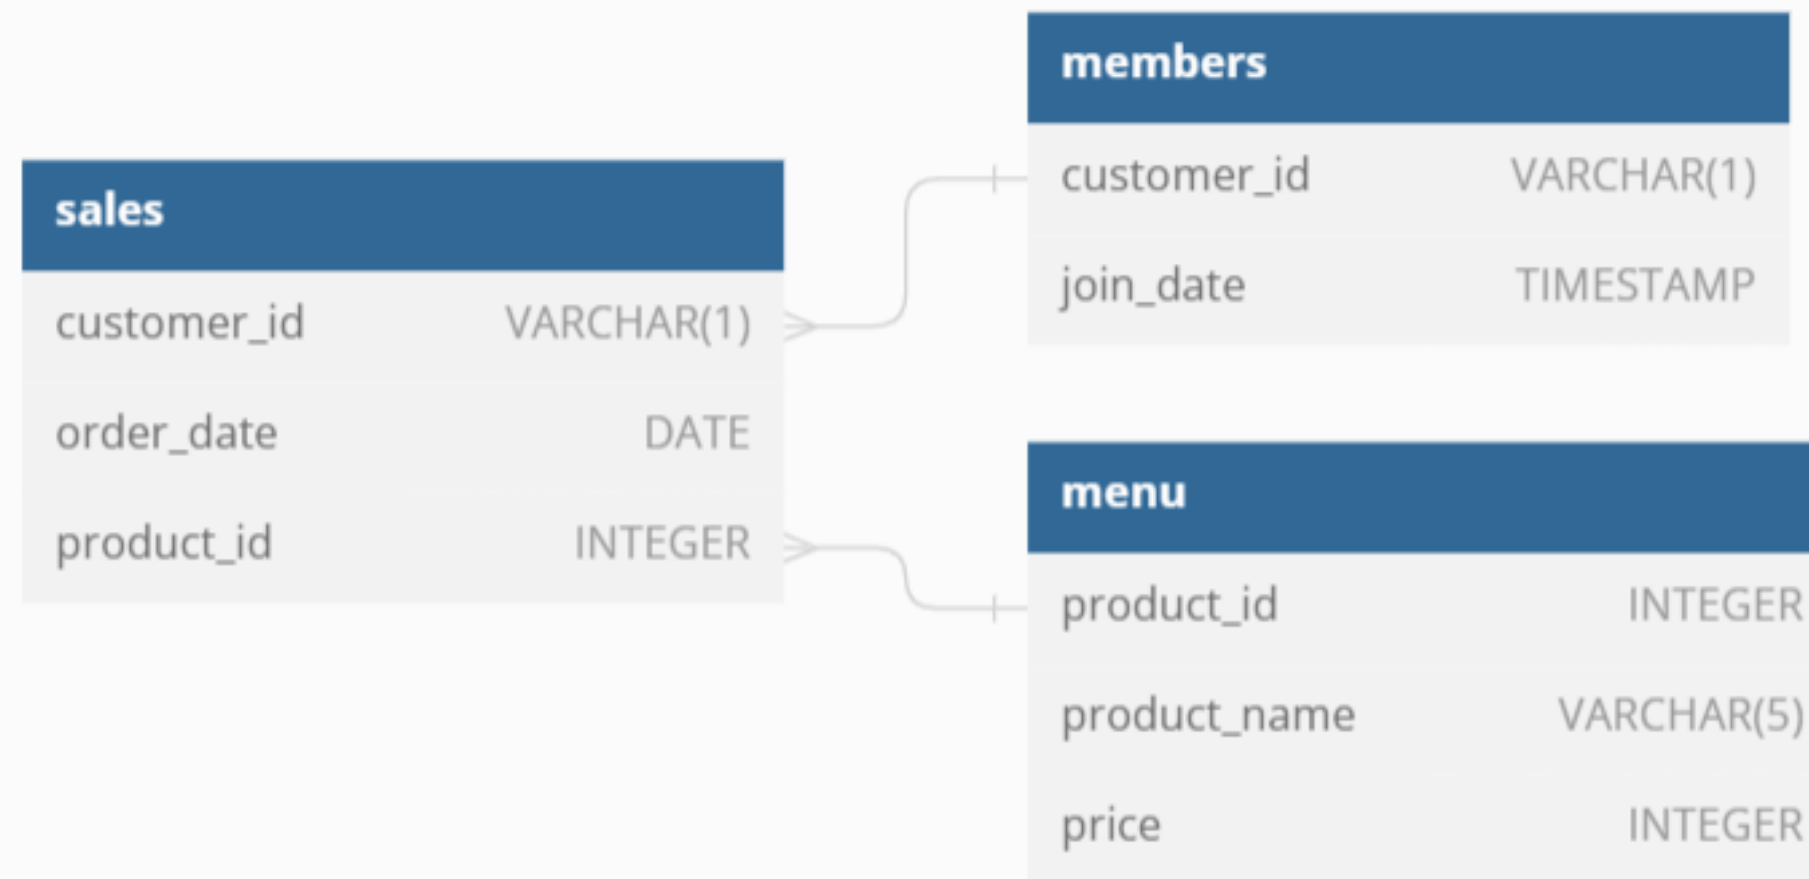 sales
customer_id VARCHAR(1)
order_date DATE
product_id INTEGER
members
customer_id VARCHAR(1)
join_date TIMESTAMP
menu
product_id INTEGER
product_name VARCHAR(5)
price INTEGER